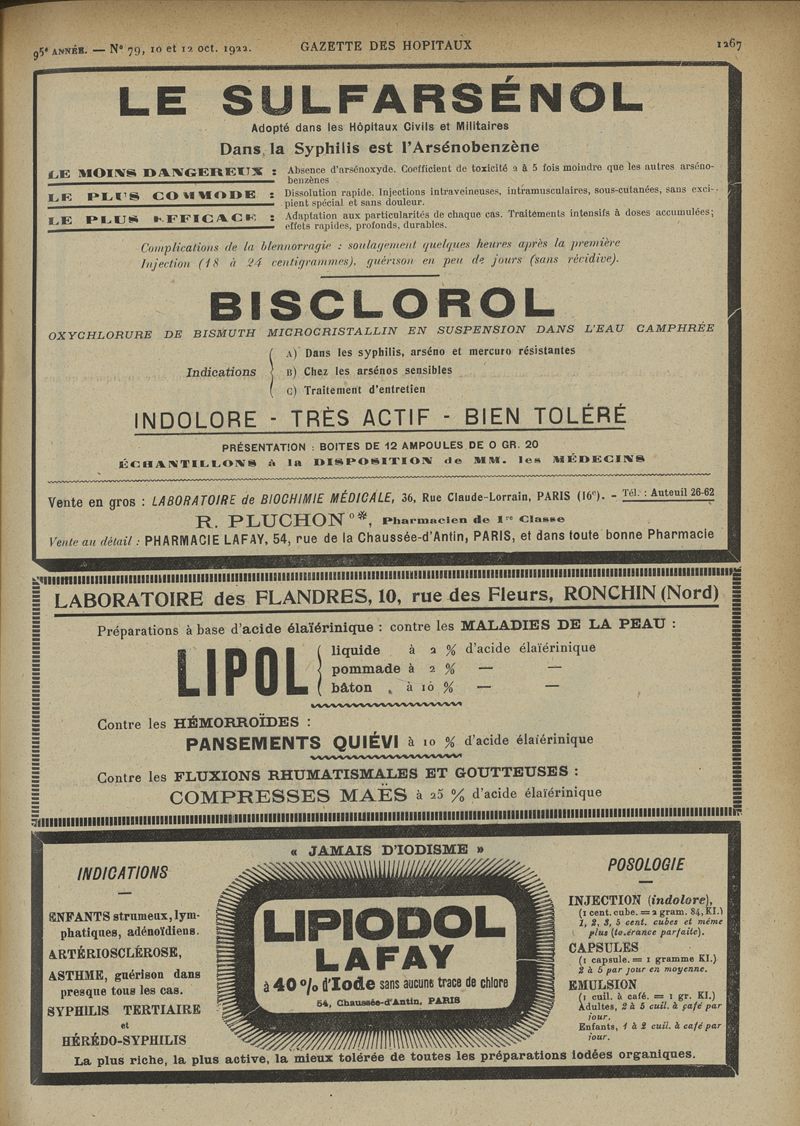 95e ANNÉE. — N° 79, 10 et 12 oct. 1922. GAZETTE DES HOPITAUX 1267
LE SULFARSÉNOL
Adopté dans les Hôpitaux Civils et Militaires
Dans la Syphilis est l'Arsénobenzène
LE MOINS DANGEREUX : Absence d'arsénoxyde. Coefficient de toxicité 2 à 5 fois moindre que les autres arséno-
benzènes
LE PLUS COMMODE : Dissolution rapide. Injections intraveineuses, intramusculaires, sous-cutanées, sans exci-
pient spécial et sans douleur.
LE PLUS EFFICACE : Adaptation aux particularités de chaque cas. Traitements intensifs à doses accumulées;
effets rapides, profonds, durables.
Complications de la blennorragie : soulagement quelques heures après la première
Injection (18 à 24 centigrammes), guérison en peu de jours (sans récidive).
BISCLOROL
OXYCHLORURE DE BISMUTH MICROCRISTALLIN EN SUSPENSION DANS L'EAU CAMPHRÉE
Indications
A) Dans les syphilis, arséno et mercuro résistantes
B) Chez les arsénos sensibles
C) Traitement d'entretien
INDOLORE - TRÈS ACTIF - BIEN TOLÉRÉ
PRÉSENTATION : BOITES DE 12 AMPOULES DE 0 GR. 20
ÉCHANTILLONS à la DISPOSITION de MM. les MÉDECINS
Vente en gros : LABORATOIRE de BIOCHIMIE MÉDICALE, 36, Rue Claude-Lorrain, PARIS (16e). - Tél. : Auteuil 26-62
R. PLUCHON O*, Pharmacien de 1re Classe
Vente au détail : PHARMACIE LAFAY, 54, rue de la Chaussée-d'Antin, PARIS, et dans toute bonne Pharmacie
LABORATOIRE des FLANDRES, 10, rue des Fleurs, RONCHIN (Nord)
Préparations à base d'acide élaïérinique : contre les MALADIES DE LA PEAU :
LIPOL
liquide à 2 % d'acide élaïérinique
pommade à 2 % — —
bâton à 10 % — —
Contre les HÉMORROÏDES :
PANSEMENTS QUIÉVI à 10 % d'acide élaïérinique
Contre les FLUXIONS RHUMATISMALES ET GOUTTEUSES :
COMPRESSES MAËS à 25 % d'acide élaïérinique
« JAMAIS D'IODISME »
INDICATIONS
ENFANTS strumeux, lym-
phatiques, adénoïdiens.
ARTÉRIOSCLÉROSE,
ASTHME, guérison dans
presque tous les cas.
SYPHILIS TERTIAIRE
et
HÉRÉDO-SYPHILIS
LIPIODOL
LAFAY
à 40 % d'Iode sans aucune trace de chlore
54, Chaussée-d'Antin, PARIS
POSOLOGIE
INJECTION (indolore),
(1 cent. cube. = 2 gram. 84, KI.)
1, 2, 3, 5 cent. cubes et même
plus (tolérance parfaite).
CAPSULES
(1 capsule. = 1 gramme KI.)
2 à 5 par jour en moyenne.
EMULSION
(1 cuil. à café. = 1 gr. KI.)
Adultes, 2 à 5 cuil. à café par
jour.
Enfants, 1 à 2 cuil. à café par
jour.
La plus riche, la plus active, la mieux tolérée de toutes les préparations iodées organiques.